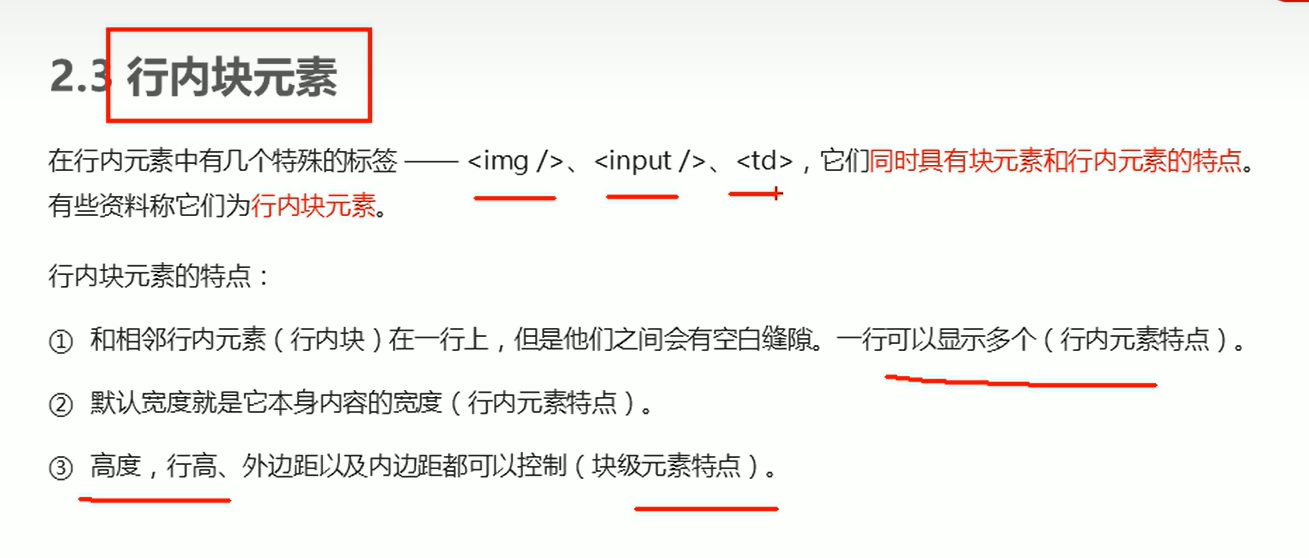 2.3 行内块元素
在行内元素中有几个特殊的标签 —— <img />、<input />、<td>，它们同时具有块元素和行内元素的特点。
有些资料称它们为行内块元素。
行内块元素的特点：
① 和相邻行内元素（行内块）在一行上，但是他们之间会有空白缝隙。一行可以显示多个（行内元素特点）。
② 默认宽度就是它本身内容的宽度（行内元素特点）。
③ 高度，行高、外边距以及内边距都可以控制（块级元素特点）。